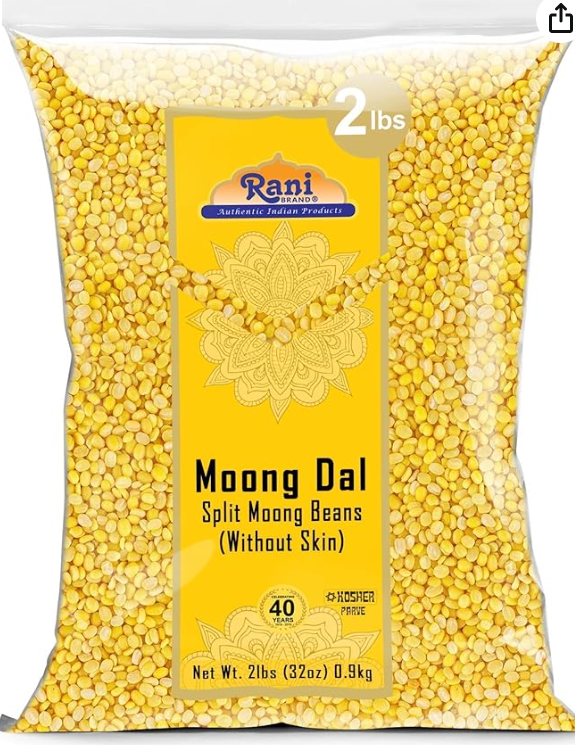 2lbs
Rani
BRAND®
Authentic Indian Products
Moong Dal
Split Moong Beans
(Without Skin)
CELEBRATING
40
YEARS
KOSHER
PARVE
Net Wt. 2lbs (32oz) 0.9kg